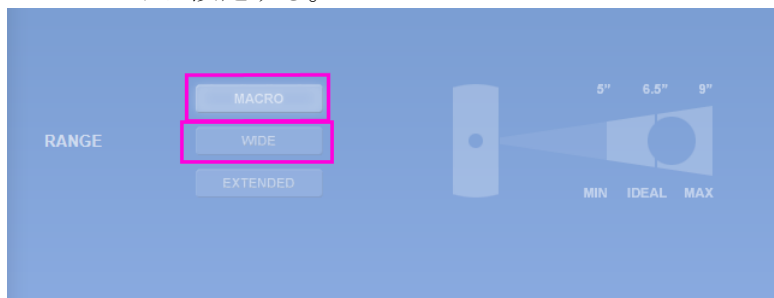 MACRO
5" 6.5" 9"
RANGE
WIDE
EXTENDED
MIN IDEAL MAX